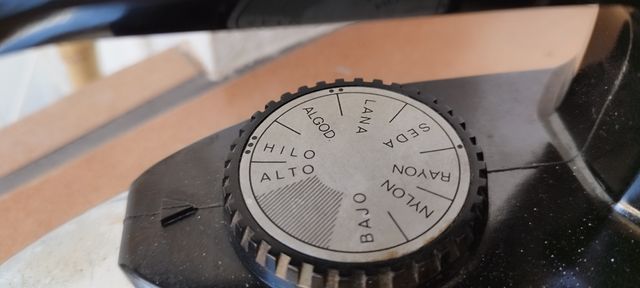 ALTO
HILO
ALGOD.
LANA
SEDA
RAYON
NYLON
BAJO